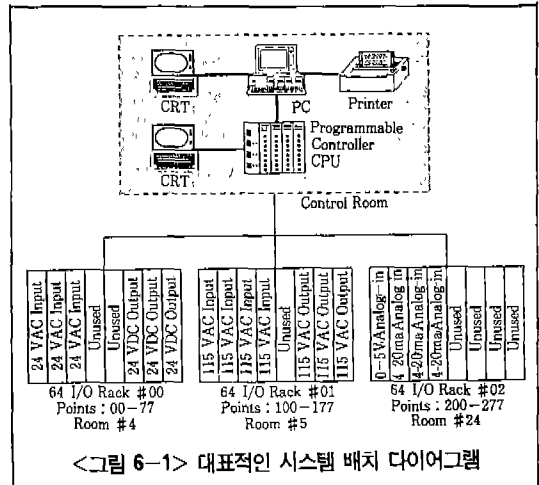 CRT
PC
Printer
CRT
Programmable
Controller
CPU
Control Room
24 VAC Input
24 VAC Input
24 VAC Input
Unused
Unused
24 VDC Output
24 VDC Output
24 VDC Output
64 I/O Rack #00
Points : 00-77
Room #4
115 VAC Input
115 VAC Input
115 VAC Input
115 VAC Input
Unused
115 VAC Output
115 VAC Output
115 VAC Output
64 I/O Rack #01
Points : 100-177
Room #5
0-5VAnalog-in
4-20ma Analog in
4-20ma Analog-in
4-20ma Analog-in
Unused
Unused
Unused
Unused
64 I/O Rack #02
Points : 200-277
Room #24
<그림 6-1> 대표적인 시스템 배치 다이어그램